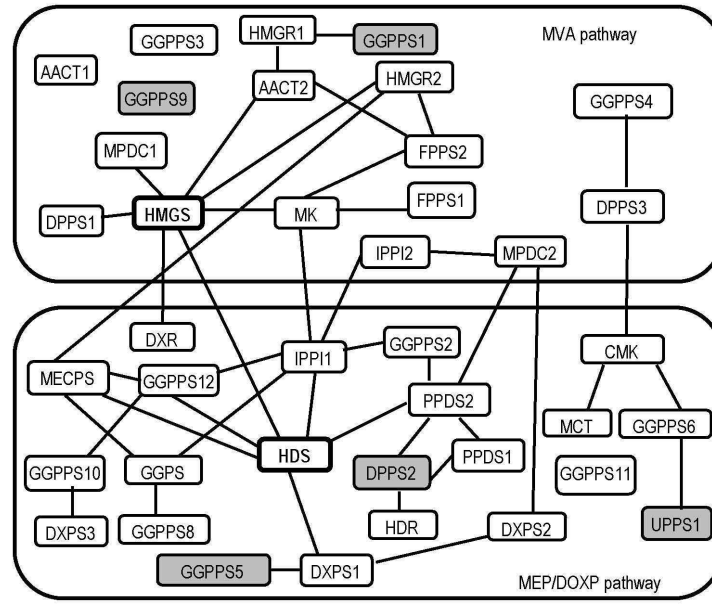 HMGR1
GGPPS3
GGPPS1
MVA pathway
AACT1
AACT2
HMGR2
GGPPS9
GGPPS4
MPDC1
FPPS2
FPPS1
DPPS1
HMGS
MK
DPPS3
IPPI2
MPDC2
DXR
IPPI1
GGPPS2
CMK
MECPS
GGPPS12
PPDS2
MCT
GGPPS6
HDS
PPDS1
GGPPS10
GGPS
DPPS2
GGPPS11
DXPS3
GGPPS8
HDR
DXPS2
UPPS1
GGPPS5
DXPS1
MEP/DOXP pathway